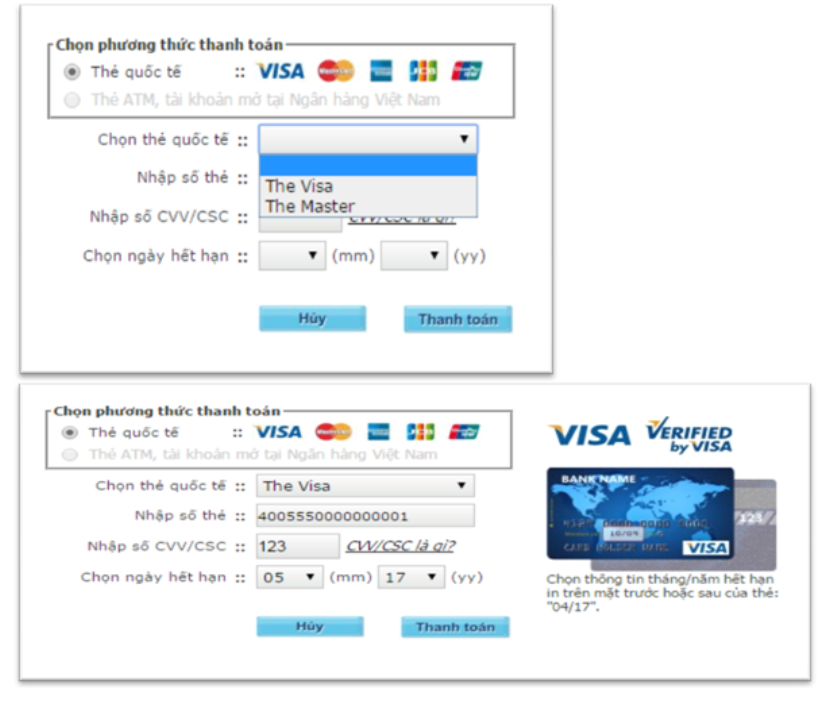 Chọn phương thức thanh toán
Thẻ quốc tế :: VISA MasterCard JCB
Thẻ ATM, tài khoản mở tại Ngân hàng Việt Nam
Chọn thẻ quốc tế ::
Nhập số thẻ ::
The Visa
The Master
Nhập số CVV/CSC :: CVV/CSC là gì?
Chọn ngày hết hạn :: (mm) (yy)
Hủy Thanh toán
Chọn phương thức thanh toán
Thẻ quốc tế :: VISA MasterCard JCB
Thẻ ATM, tài khoản mở tại Ngân hàng Việt Nam
Chọn thẻ quốc tế :: The Visa
Nhập số thẻ :: 4005550000000001
Nhập số CVV/CSC :: 123 CVV/CSC là gì?
Chọn ngày hết hạn :: 05 (mm) 17 (yy)
Hủy Thanh toán
VISA VERIFIED
by VISA
BANK NAME
0000 0000
123
10/09
CARD HOLDER NAME VISA
Chọn thông tin tháng/năm hết hạn
in trên mặt trước hoặc sau của thẻ:
"04/17".